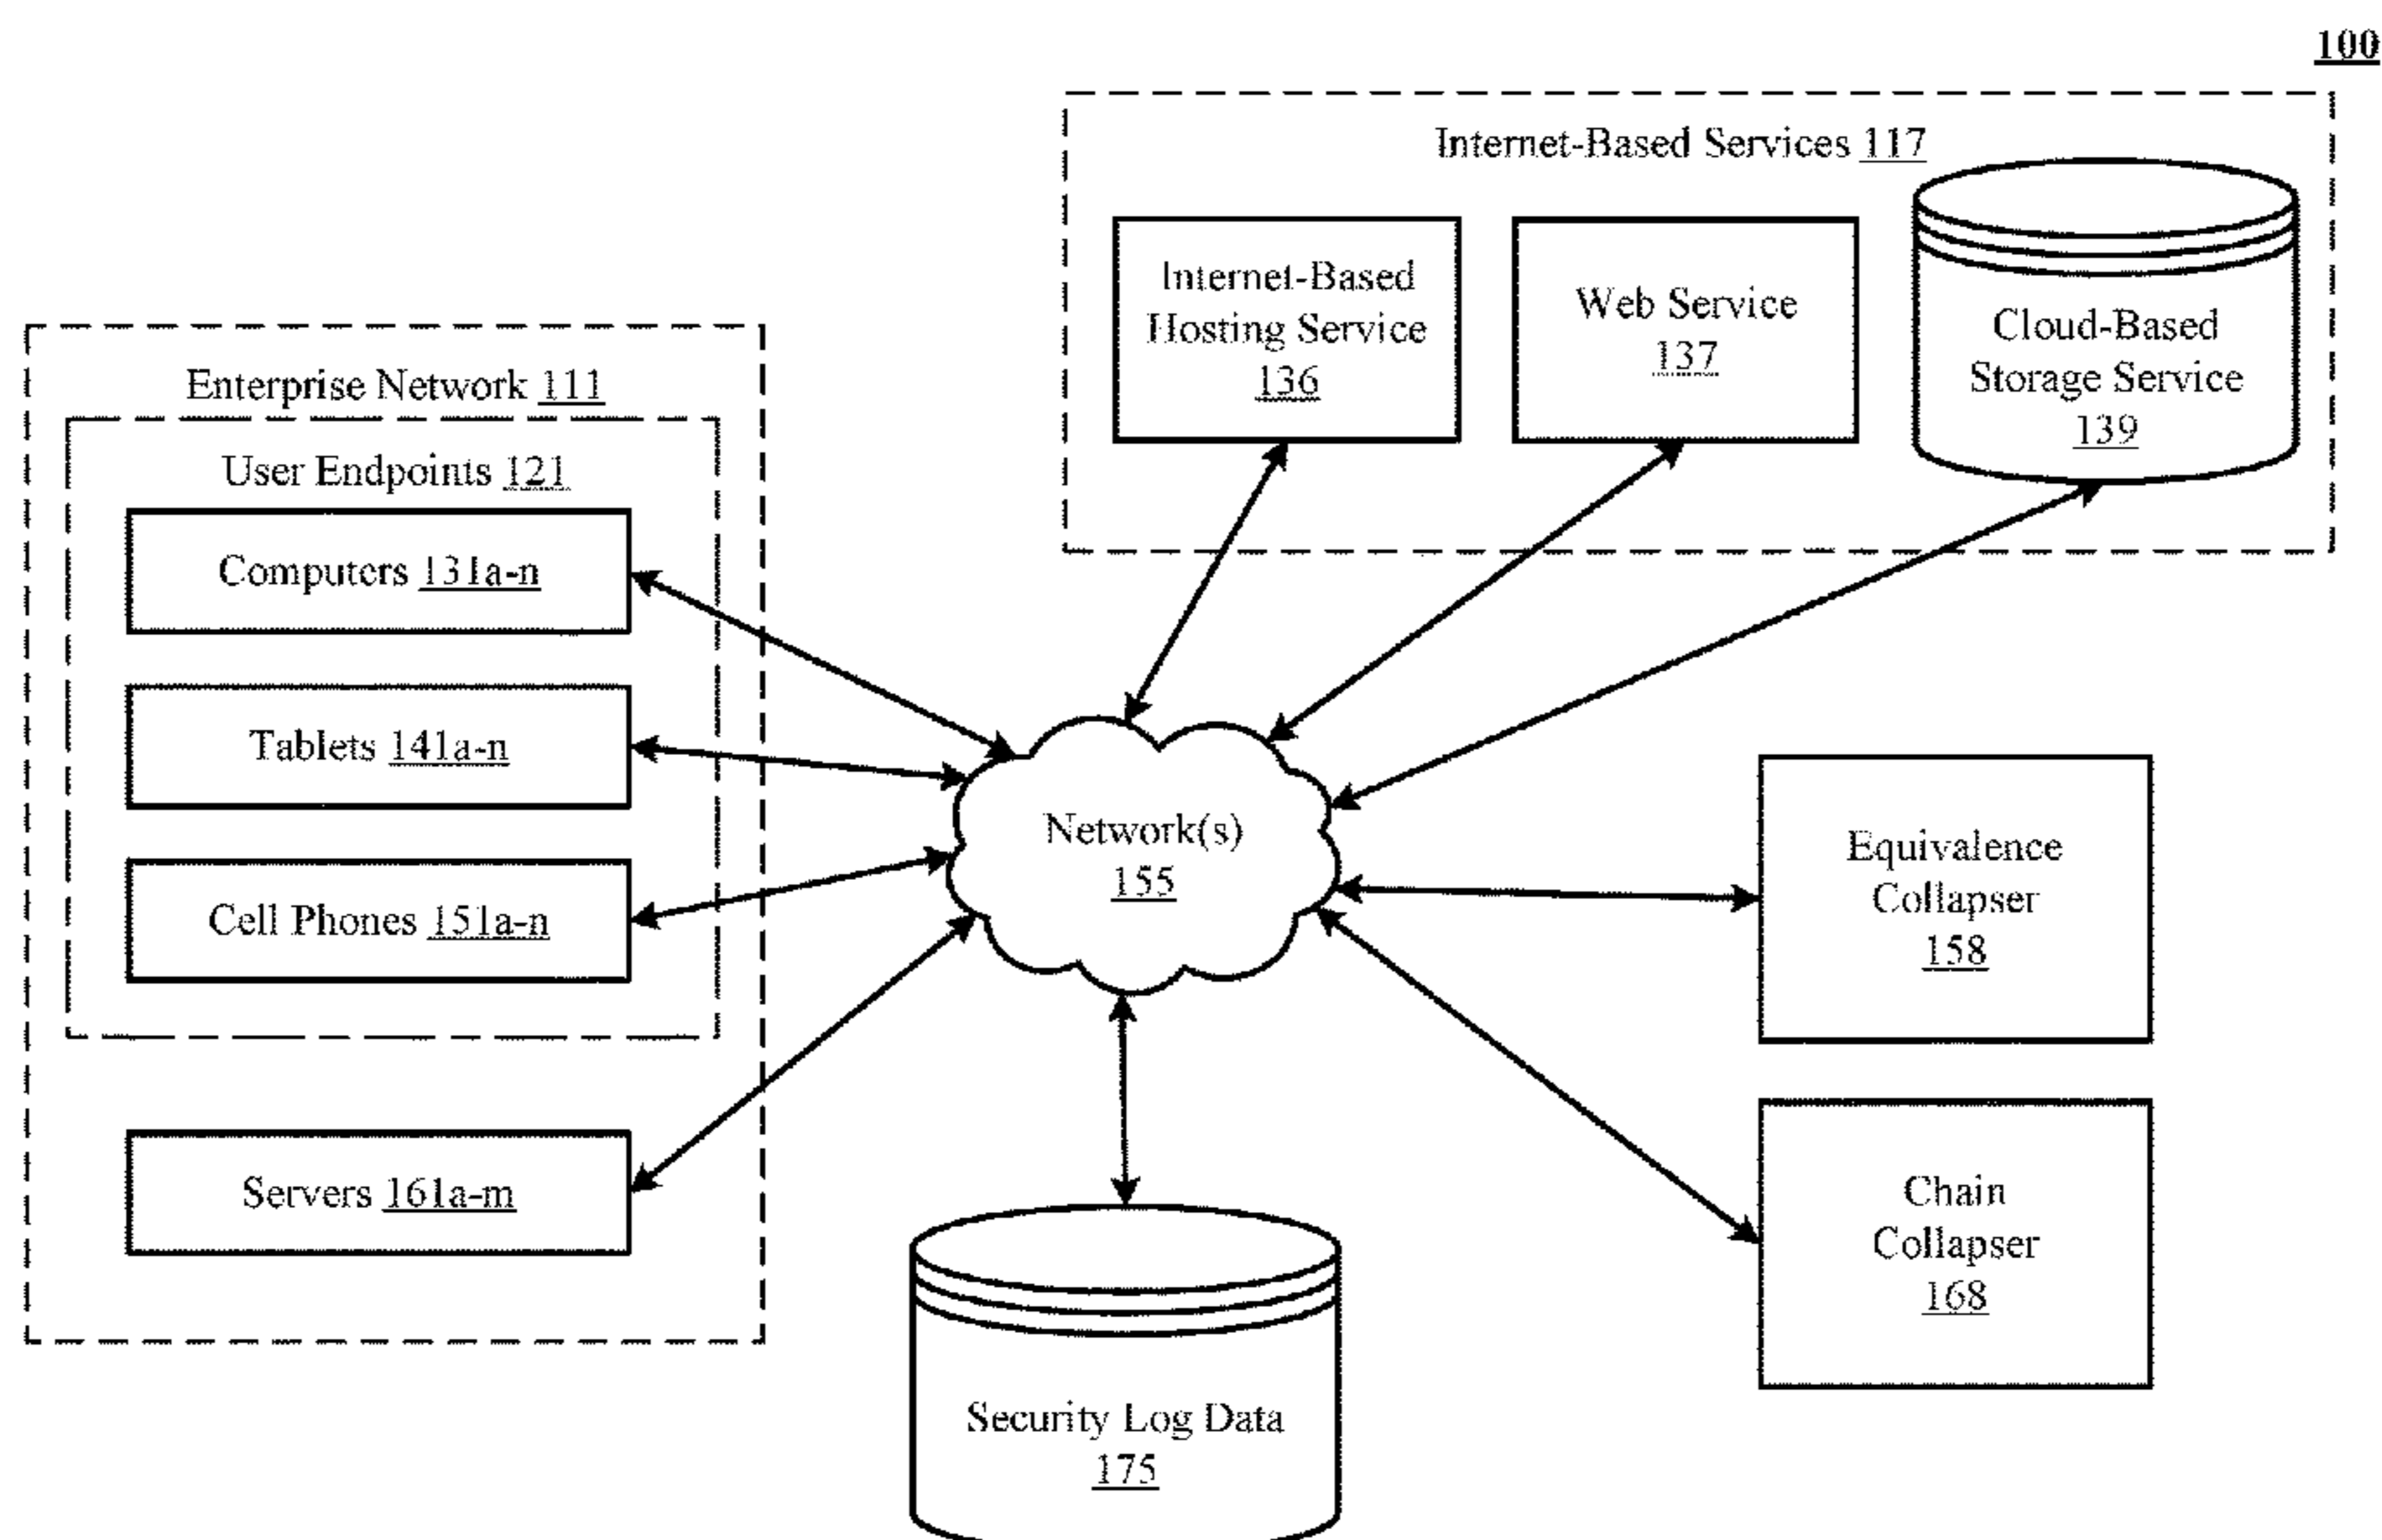 100
Internet-Based Services 117
Internet-Based
Hosting Service
136
Web Service
137
Cloud-Based
Storage Service
139
Enterprise Network 111
User Endpoints 121
Computers 131a-n
Tablets 141a-n
Cell Phones 151a-n
Servers 161a-m
Network(s)
155
Equivalence
Collapser
158
Chain
Collapser
168
Security Log Data
175